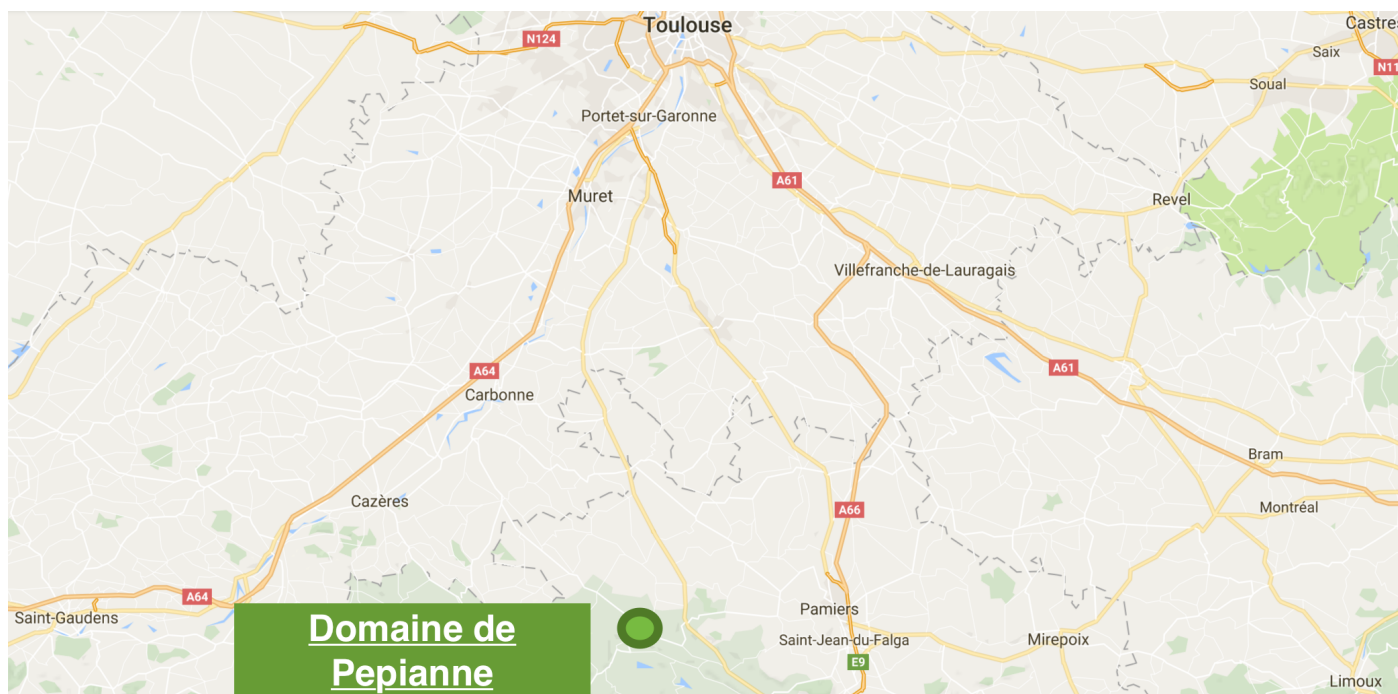 Toulouse
N124
Castre
Saix
N11
Soual
Portet-sur-Garonne
A61
Muret
Revel
Villefranche-de-Lauragais
A64
A61
Carbonne
Bram
Cazères
A66
Montréal
A64
Saint-Gaudens
Pamiers
Saint-Jean-du-Falga
Mirepoix
E9
Limoux
Domaine de
Pepianne